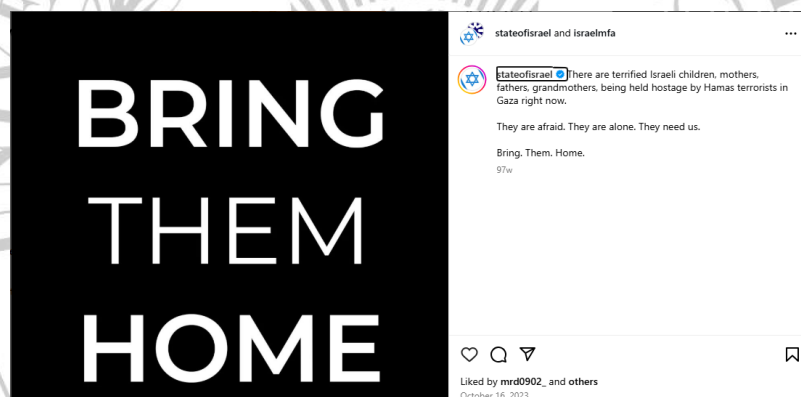 BRING
THEM
HOME
stateofisrael and israelmfa
stateofisrael There are terrified Israeli children, mothers,
fathers, grandmothers, being held hostage by Hamas terrorists in
Gaza right now.
They are afraid. They are alone. They need us.
Bring. Them. Home.
97w
Liked by mrd0902_ and others
October 16, 2023